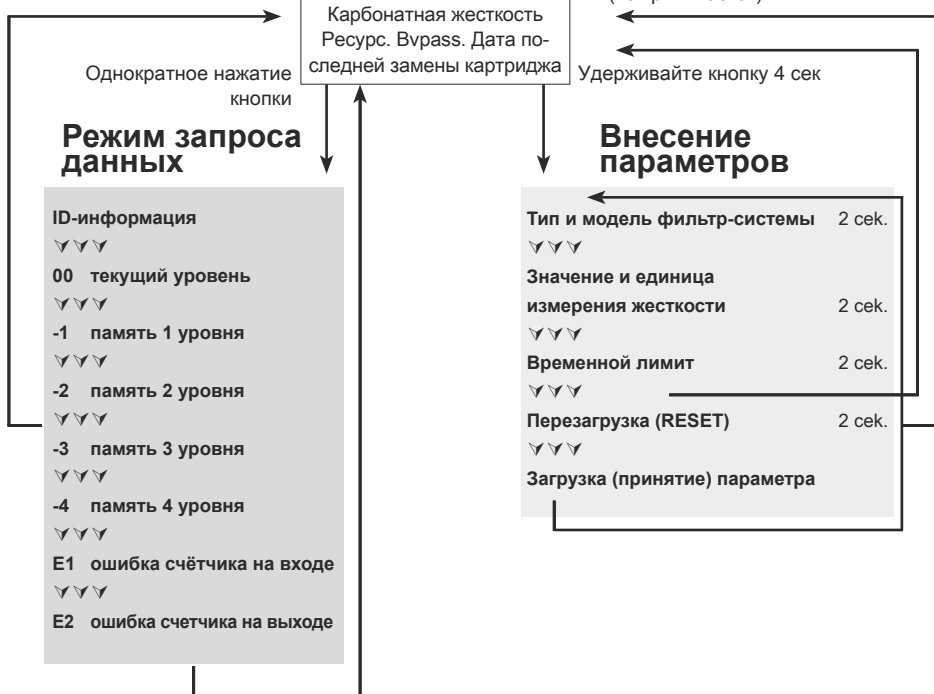 Карбонатная жесткость
Ресурс. Bvpass. Дата по-
следней замены картриджа
Однократное нажатие
кнопки
Удерживайте кнопку 4 сек
Режим запроса
данных
ID-информация
00 текущий уровень
-1 память 1 уровня
-2 память 2 уровня
-3 память 3 уровня
-4 память 4 уровня
E1 ошибка счётчика на входе
E2 ошибка счетчика на выходе
Внесение
параметров
Тип и модель фильтр-системы 2 сек.
Значение и единица
измерения жесткости 2 сек.
Временной лимит 2 сек.
Перезагрузка (RESET) 2 сек.
Загрузка (принятие) параметра